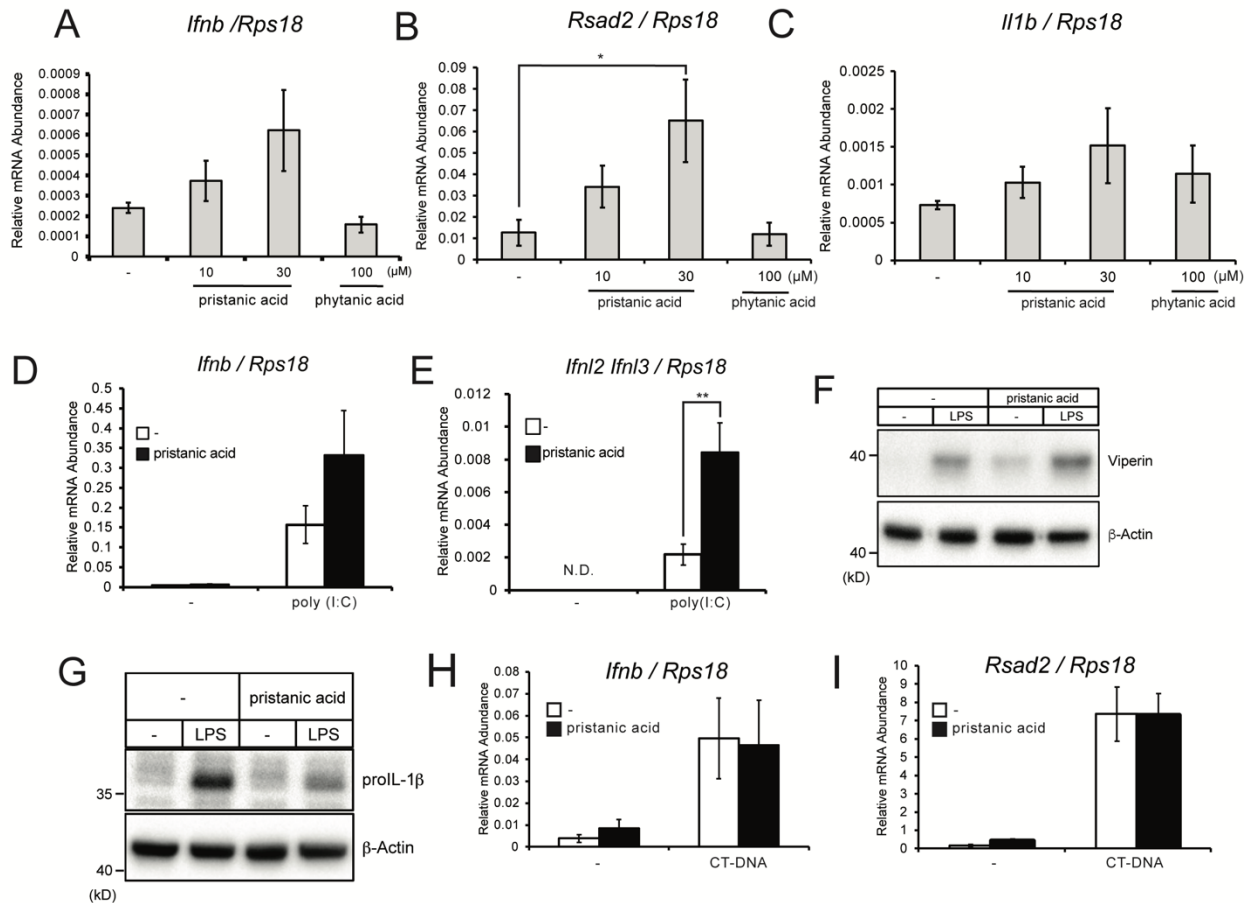 A
Ifnb /Rps18
Relative mRNA Abundance
0.0009
0.0008
0.0007
0.0006
0.0005
0.0004
0.0003
0.0002
0.0001
0
- 10 30 100 (μM)
pristanic acid phytanic acid
B
Rsad2 / Rps18
Relative mRNA Abundance
0.09
0.08
0.07
0.06
0.05
0.04
0.03
0.02
0.01
0
*
- 10 30 100 (μM)
pristanic acid phytanic acid
C
Il1b / Rps18
Relative mRNA Abundance
0.0025
0.002
0.0015
0.001
0.0005
0
- 10 30 100 (μM)
pristanic acid phytanic acid
D
Ifnb / Rps18
Relative mRNA Abundance
0.5
0.45
0.4
0.35
0.3
0.25
0.2
0.15
0.1
0.05
0
-
pristanic acid
- poly (I:C)
E
Ifnl2 Ifnl3 / Rps18
Relative mRNA Abundance
0.012
0.01
0.008
0.006
0.004
0.002
0
-
pristanic acid
**
N.D.
- poly(I:C)
F
- pristanic acid
- LPS - LPS
40
Viperin
β-Actin
40
(kD)
G
- pristanic acid
- LPS - LPS
proIL-1β
35
β-Actin
40
(kD)
H
Ifnb / Rps18
Relative mRNA Abundance
0.08
0.07
0.06
0.05
0.04
0.03
0.02
0.01
0
-
pristanic acid
- CT-DNA
I
Rsad2 / Rps18
Relative mRNA Abundance
10
9
8
7
6
5
4
3
2
1
0
-
pristanic acid
- CT-DNA